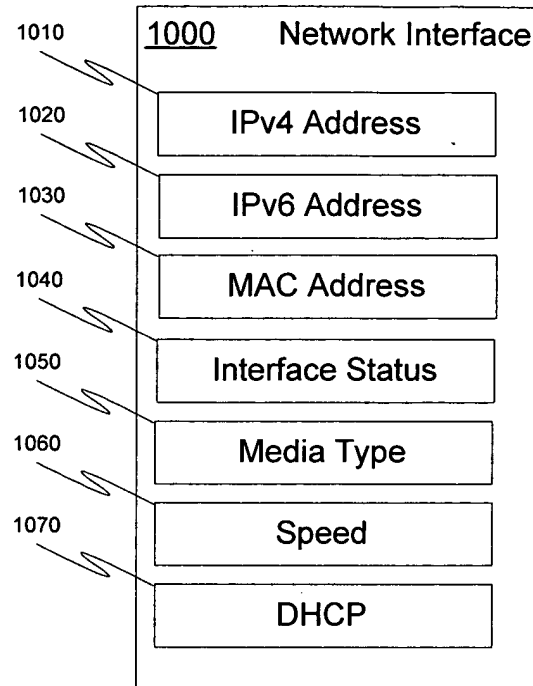 1000 Network Interface
1010
IPv4 Address
1020
IPv6 Address
1030
MAC Address
1040
Interface Status
1050
Media Type
1060
Speed
1070
DHCP